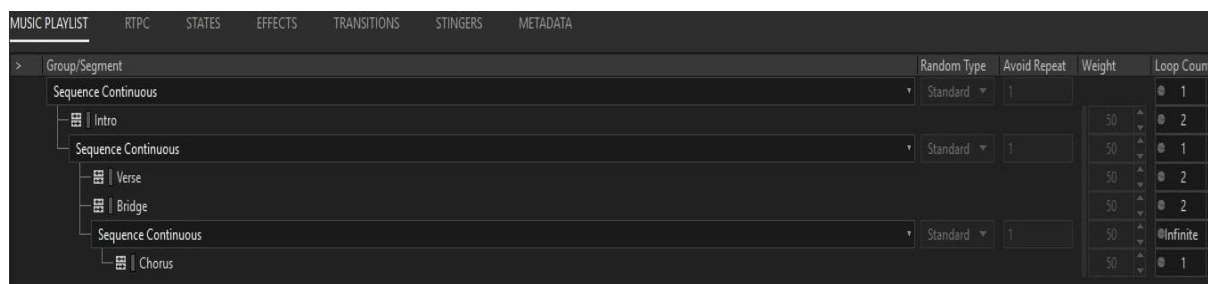 MUSIC PLAYLIST RTPC STATES EFFECTS TRANSITIONS STINGERS METADATA
> Group/Segment Random Type Avoid Repeat Weight Loop Coun
Sequence Continuous Standard 1 1
Intro 50 2
Sequence Continuous Standard 1 50 1
Verse 50 2
Bridge 50 2
Sequence Continuous Standard 1 50 Infinite
Chorus 50 1